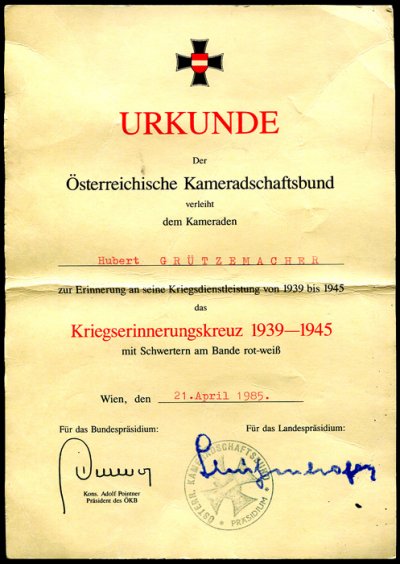 URKUNDE
Der
Österreichische Kameradschaftsbund
verleiht
dem Kameraden
Hubert GRÜTZEMACHER
zur Erinnerung an seine Kriegsdienstleistung von 1939 bis 1945
das
Kriegserinnerungskreuz 1939—1945
mit Schwertern am Bande rot-weiß
Wien, den 21.April 1985.
Für das Bundespräsidium: Für das Landespräsidium:
Kons. Adolf Pointner
Präsident des ÖKB
ÖSTERR. KAMERADSCHAFTSBUND
* PRÄSIDIUM *